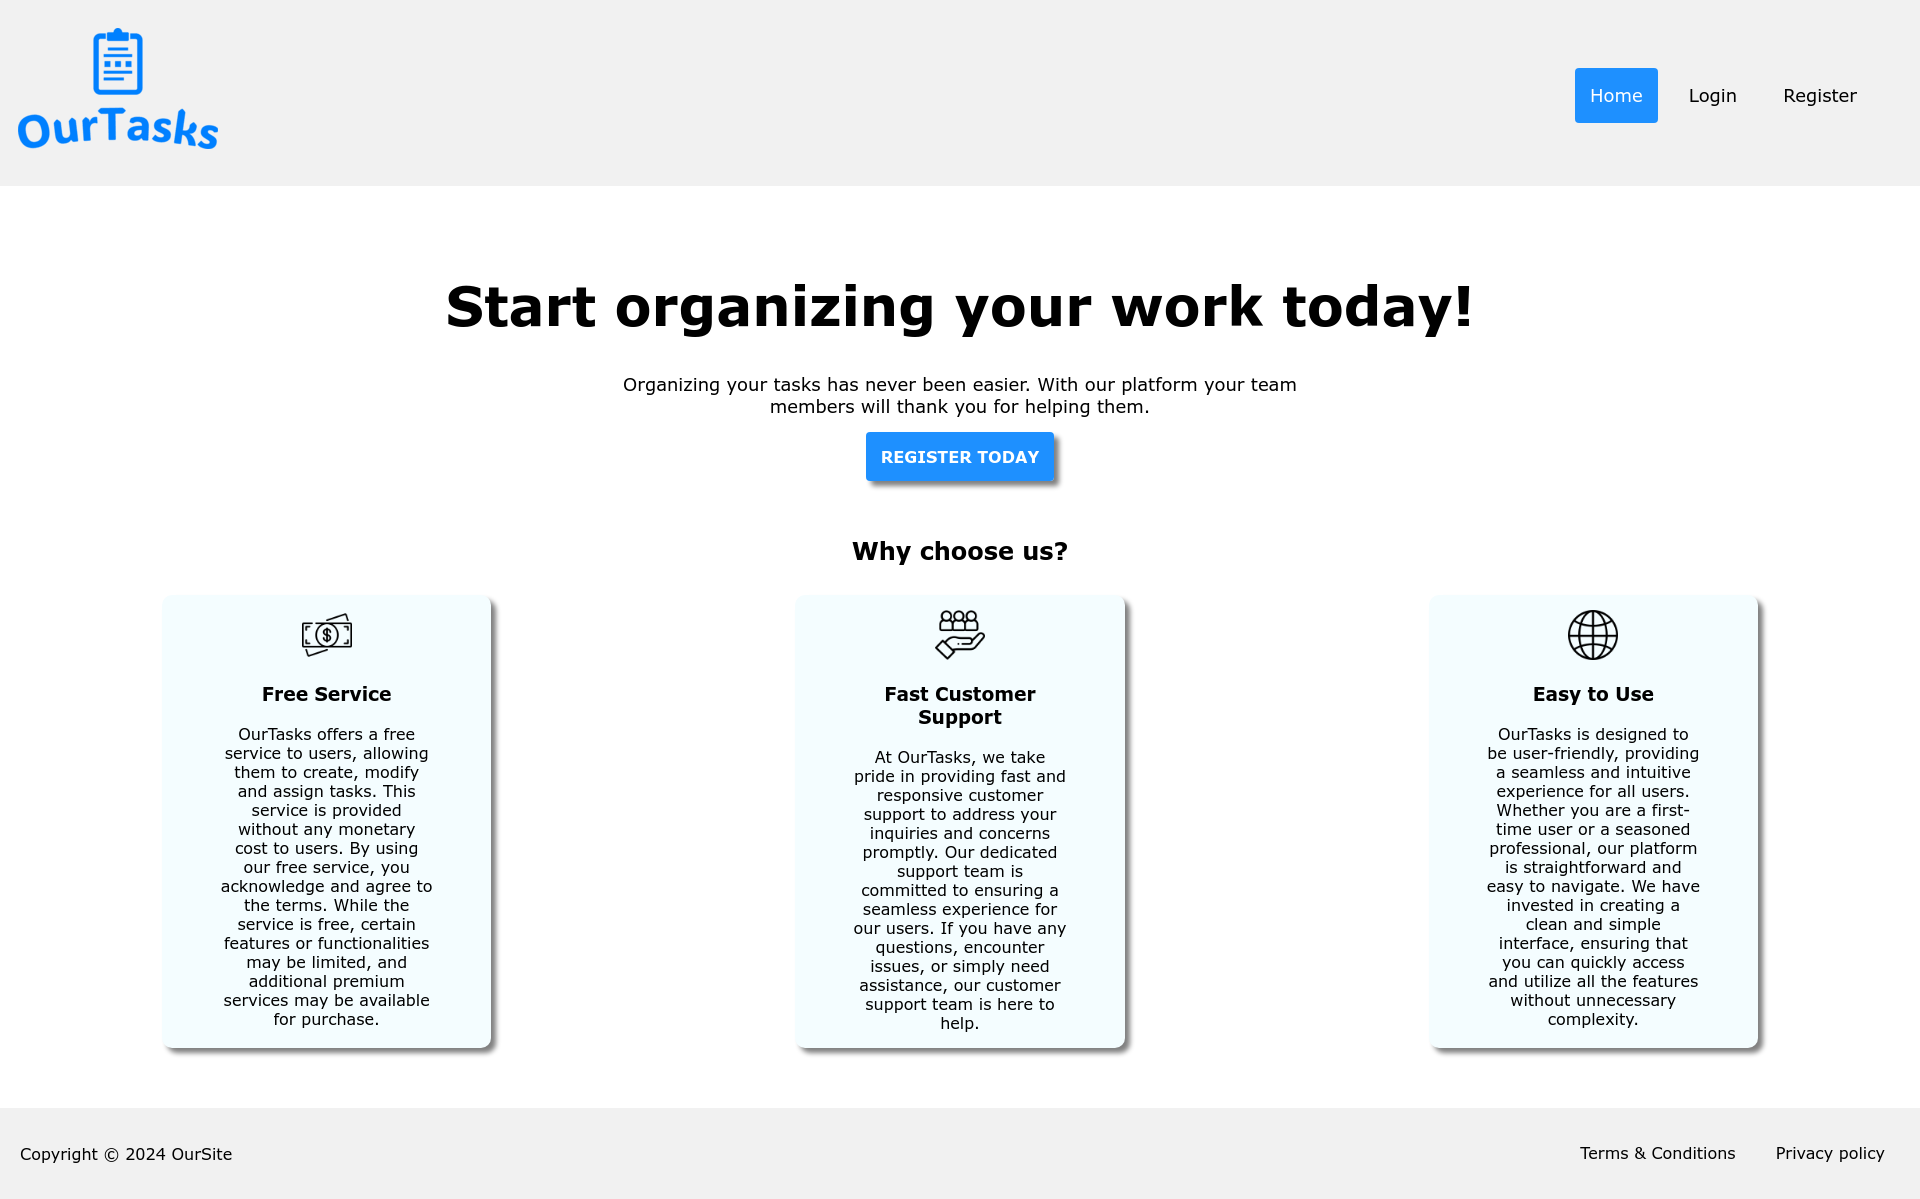 OurTasks
Home
Login
Register
Start organizing your work today!
Organizing your tasks has never been easier. With our platform your team
members will thank you for helping them.
REGISTER TODAY
Why choose us?
Free Service
OurTasks offers a free
service to users, allowing
them to create, modify
and assign tasks. This
service is provided
without any monetary
cost to users. By using
our free service, you
acknowledge and agree to
the terms. While the
service is free, certain
features or functionalities
may be limited, and
additional premium
services may be available
for purchase.
Fast Customer
Support
At OurTasks, we take
pride in providing fast and
responsive customer
support to address your
inquiries and concerns
promptly. Our dedicated
support team is
committed to ensuring a
seamless experience for
our users. If you have any
questions, encounter
issues, or simply need
assistance, our customer
support team is here to
help.
Easy to Use
OurTasks is designed to
be user-friendly, providing
a seamless and intuitive
experience for all users.
Whether you are a first-
time user or a seasoned
professional, our platform
is straightforward and
easy to navigate. We have
invested in creating a
clean and simple
interface, ensuring that
you can quickly access
and utilize all the features
without unnecessary
complexity.
Copyright © 2024 OurSite
Terms & Conditions
Privacy policy